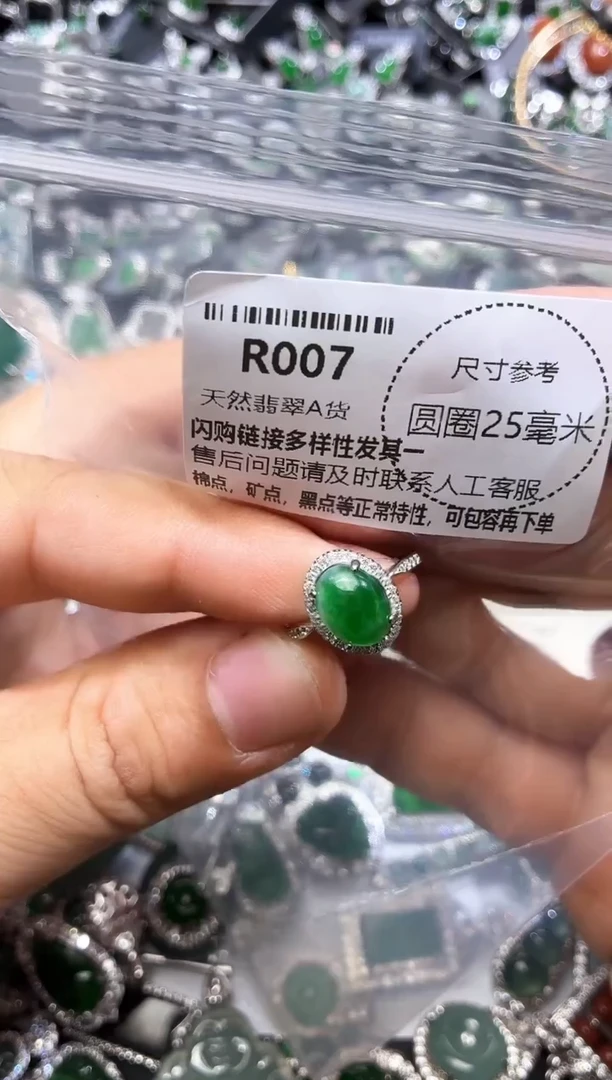 R007
天然翡翠A货
闪购链接多样性发其一
售后问题请及时联系人工客服
棉点，矿点，黑点等正常特性，可包容再下单
尺寸参考
圆圈25毫米